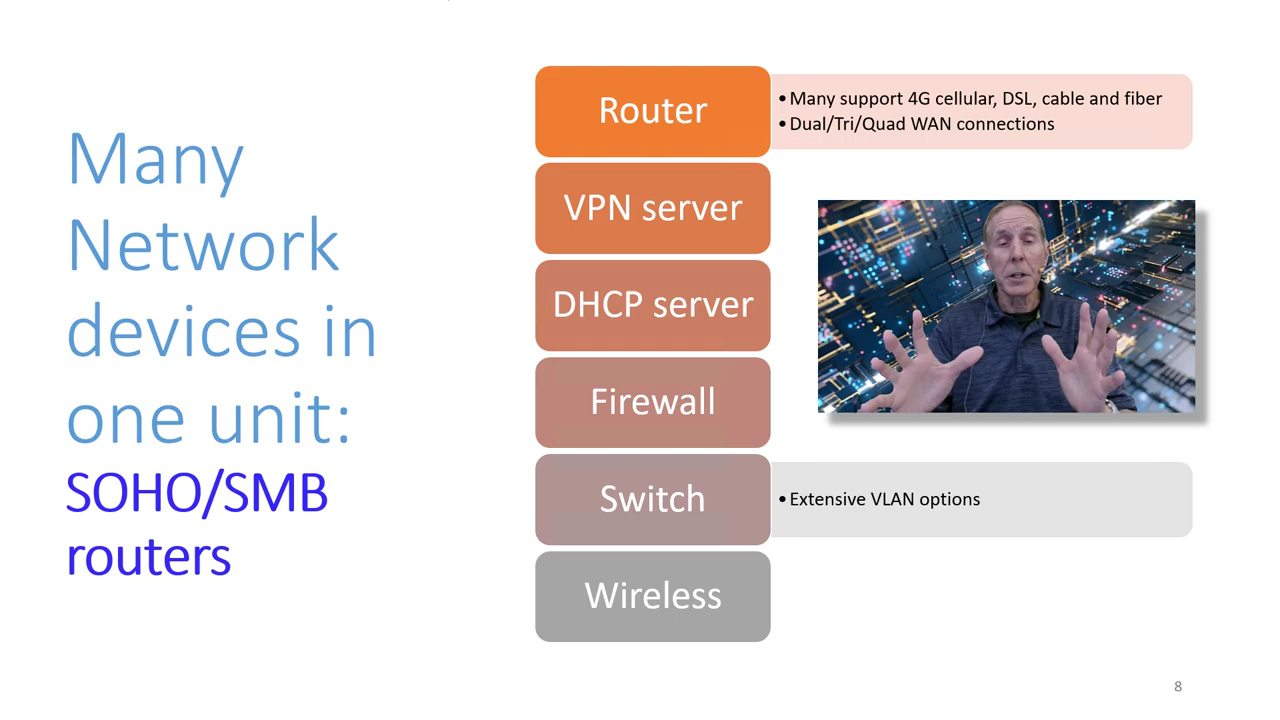 Many
Network
devices in
one unit:
SOHO/SMB
routers
Router
•Many support 4G cellular, DSL, cable and fiber
•Dual/Tri/Quad WAN connections
VPN server
DHCP server
Firewall
Switch
•Extensive VLAN options
Wireless
8